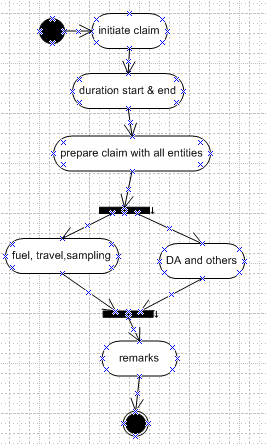 initiate claim
duration start & end
prepare claim with all entities
fuel, travel,sampling
DA and others
remarks